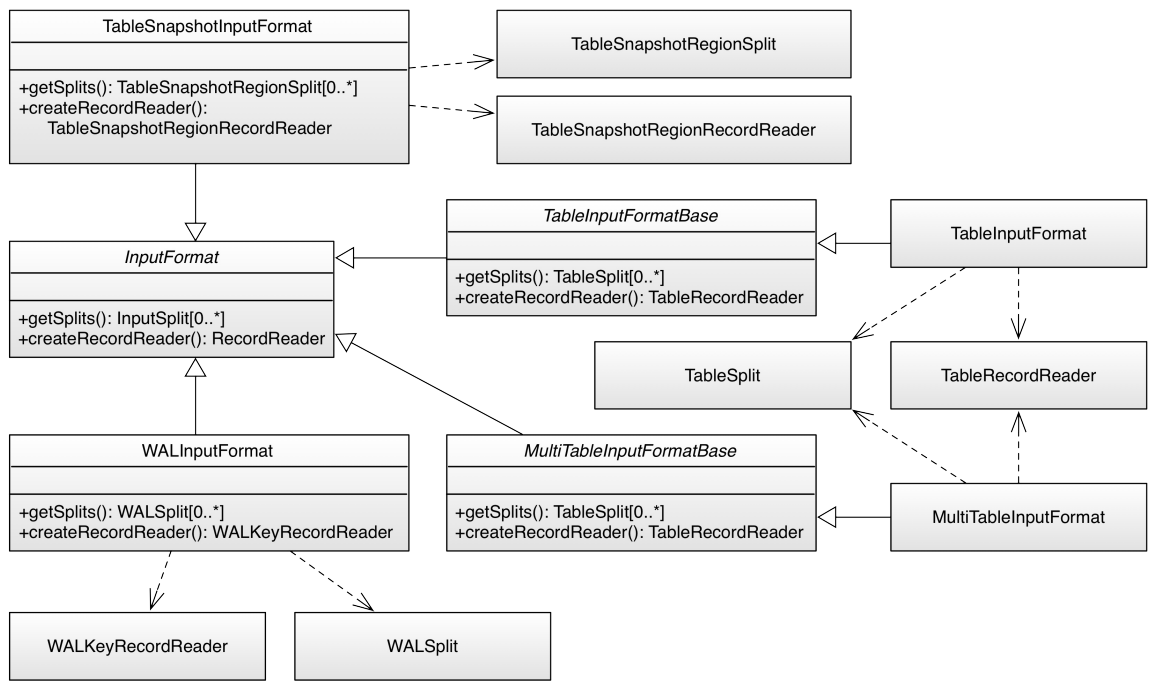 TableSnapshotInputFormat
+getSplits(): TableSnapshotRegionSplit[0..*]
+createRecordReader():
TableSnapshotRegionRecordReader
TableSnapshotRegionSplit
TableSnapshotRegionRecordReader
InputFormat
+getSplits(): InputSplit[0..*]
+createRecordReader(): RecordReader
TableInputFormatBase
+getSplits(): TableSplit[0..*]
+createRecordReader(): TableRecordReader
TableInputFormat
TableSplit
TableRecordReader
WALInputFormat
+getSplits(): WALSplit[0..*]
+createRecordReader(): WALKeyRecordReader
MultiTableInputFormatBase
+getSplits(): TableSplit[0..*]
+createRecordReader(): TableRecordReader
MultiTableInputFormat
WALKeyRecordReader
WALSplit